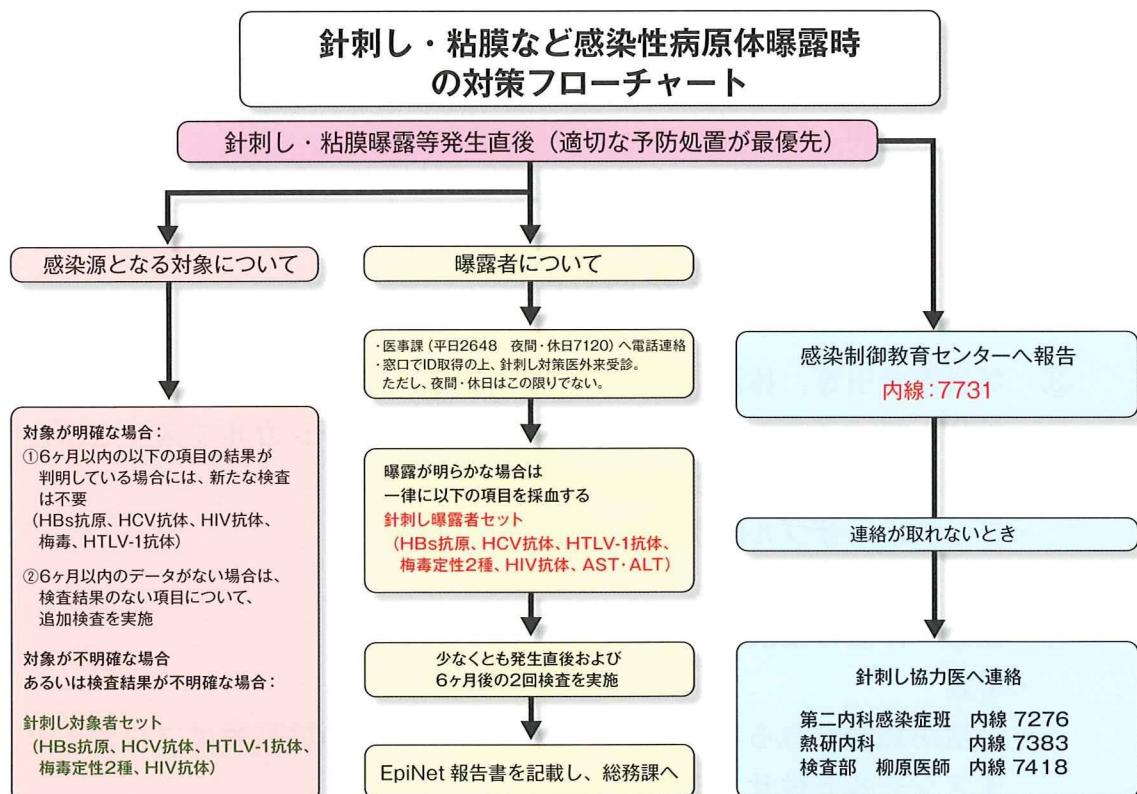 針刺し・粘膜など感染性病原体曝露時
の対策フローチャート
針刺し・粘膜曝露等発生直後（適切な予防処置が最優先）
感染源となる対象について
対象が明確な場合：
①6ヶ月以内の以下の項目の結果が
判明している場合には、新たな検査
は不要
（HBs抗原、HCV抗体、HIV抗体、
梅毒、HTLV-1抗体）
②6ヶ月以内のデータがない場合は、
検査結果のない項目について、
追加検査を実施
対象が不明確な場合
あるいは検査結果が不明確な場合：
針刺し対象者セット
（HBs抗原、HCV抗体、HTLV-1抗体、
梅毒定性2種、HIV抗体）
曝露者について
・医事課（平日2648　夜間・休日7120）へ電話連絡
・窓口でID取得の上、針刺し対策医外来受診。
ただし、夜間・休日はこの限りでない。
曝露が明らかな場合は
一律に以下の項目を採血する
針刺し曝露者セット
（HBs抗原、HCV抗体、HTLV-1抗体、
梅毒定性2種、HIV抗体、AST・ALT）
少なくとも発生直後および
6ヶ月後の2回検査を実施
EpiNet 報告書を記載し、総務課へ
感染制御教育センターへ報告
内線：7731
連絡が取れないとき
針刺し協力医へ連絡
第二内科感染症班　内線 7276
熱研内科　内線 7383
検査部　柳原医師　内線 7418